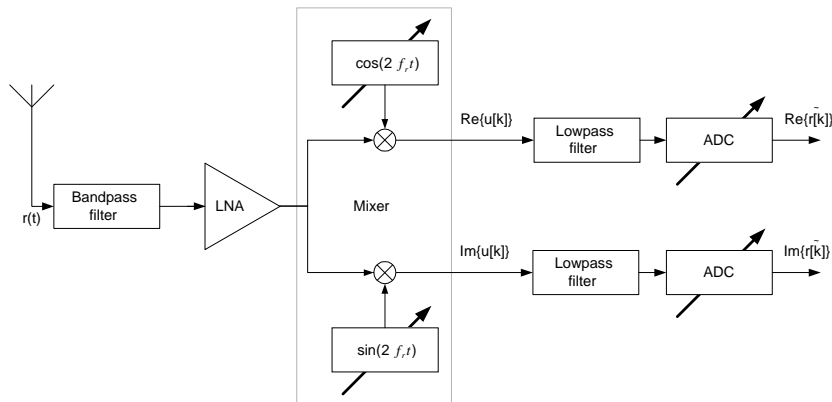 cos(2 f_r t)
Re{u[k]}
Lowpass
filter
ADC
Re{r̃[k]}
r(t)
Bandpass
filter
LNA
Mixer
Im{u[k]}
Lowpass
filter
ADC
Im{r̃[k]}
sin(2 f_r t)